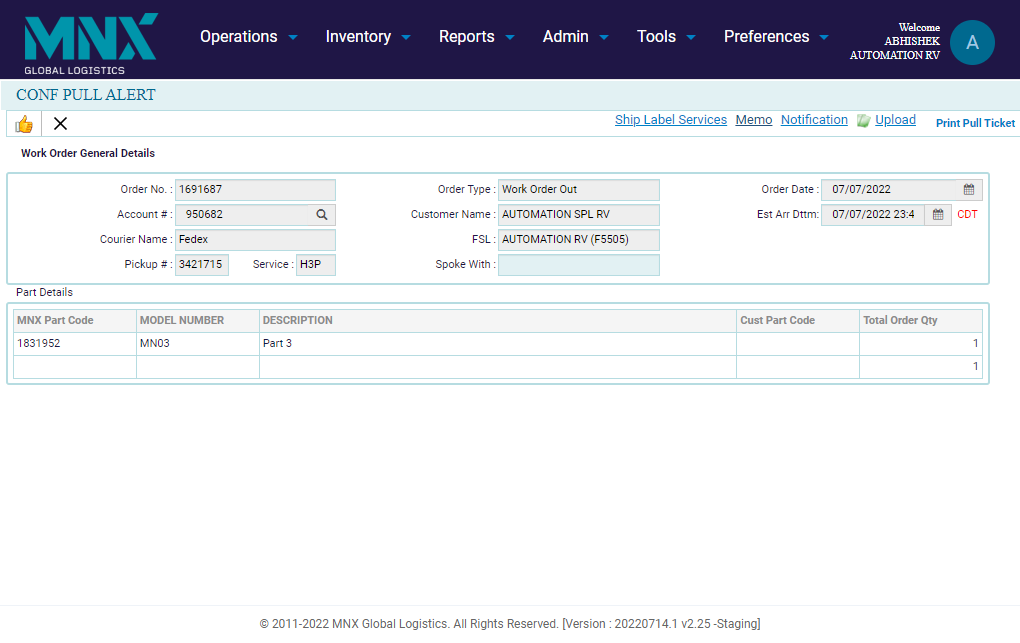 MNX
GLOBAL LOGISTICS
Operations Inventory Reports Admin Tools Preferences
Welcome
ABHISHEK
AUTOMATION RV
A
CONF PULL ALERT
Ship Label Services Memo Notification Upload Print Pull Ticket
Work Order General Details
Order No. : 1691687 Order Type : Work Order Out Order Date : 07/07/2022
Account # : 950682 Customer Name : AUTOMATION SPL RV Est Arr Dttm: 07/07/2022 23:4 CDT
Courier Name : Fedex FSL : AUTOMATION RV (F5505)
Pickup # : 3421715 Service : H3P Spoke With :
Part Details
MNX Part Code MODEL NUMBER DESCRIPTION Cust Part Code Total Order Qty
1831952 MN03 Part 3 1
1
© 2011-2022 MNX Global Logistics. All Rights Reserved. [Version : 20220714.1 v2.25 -Staging]